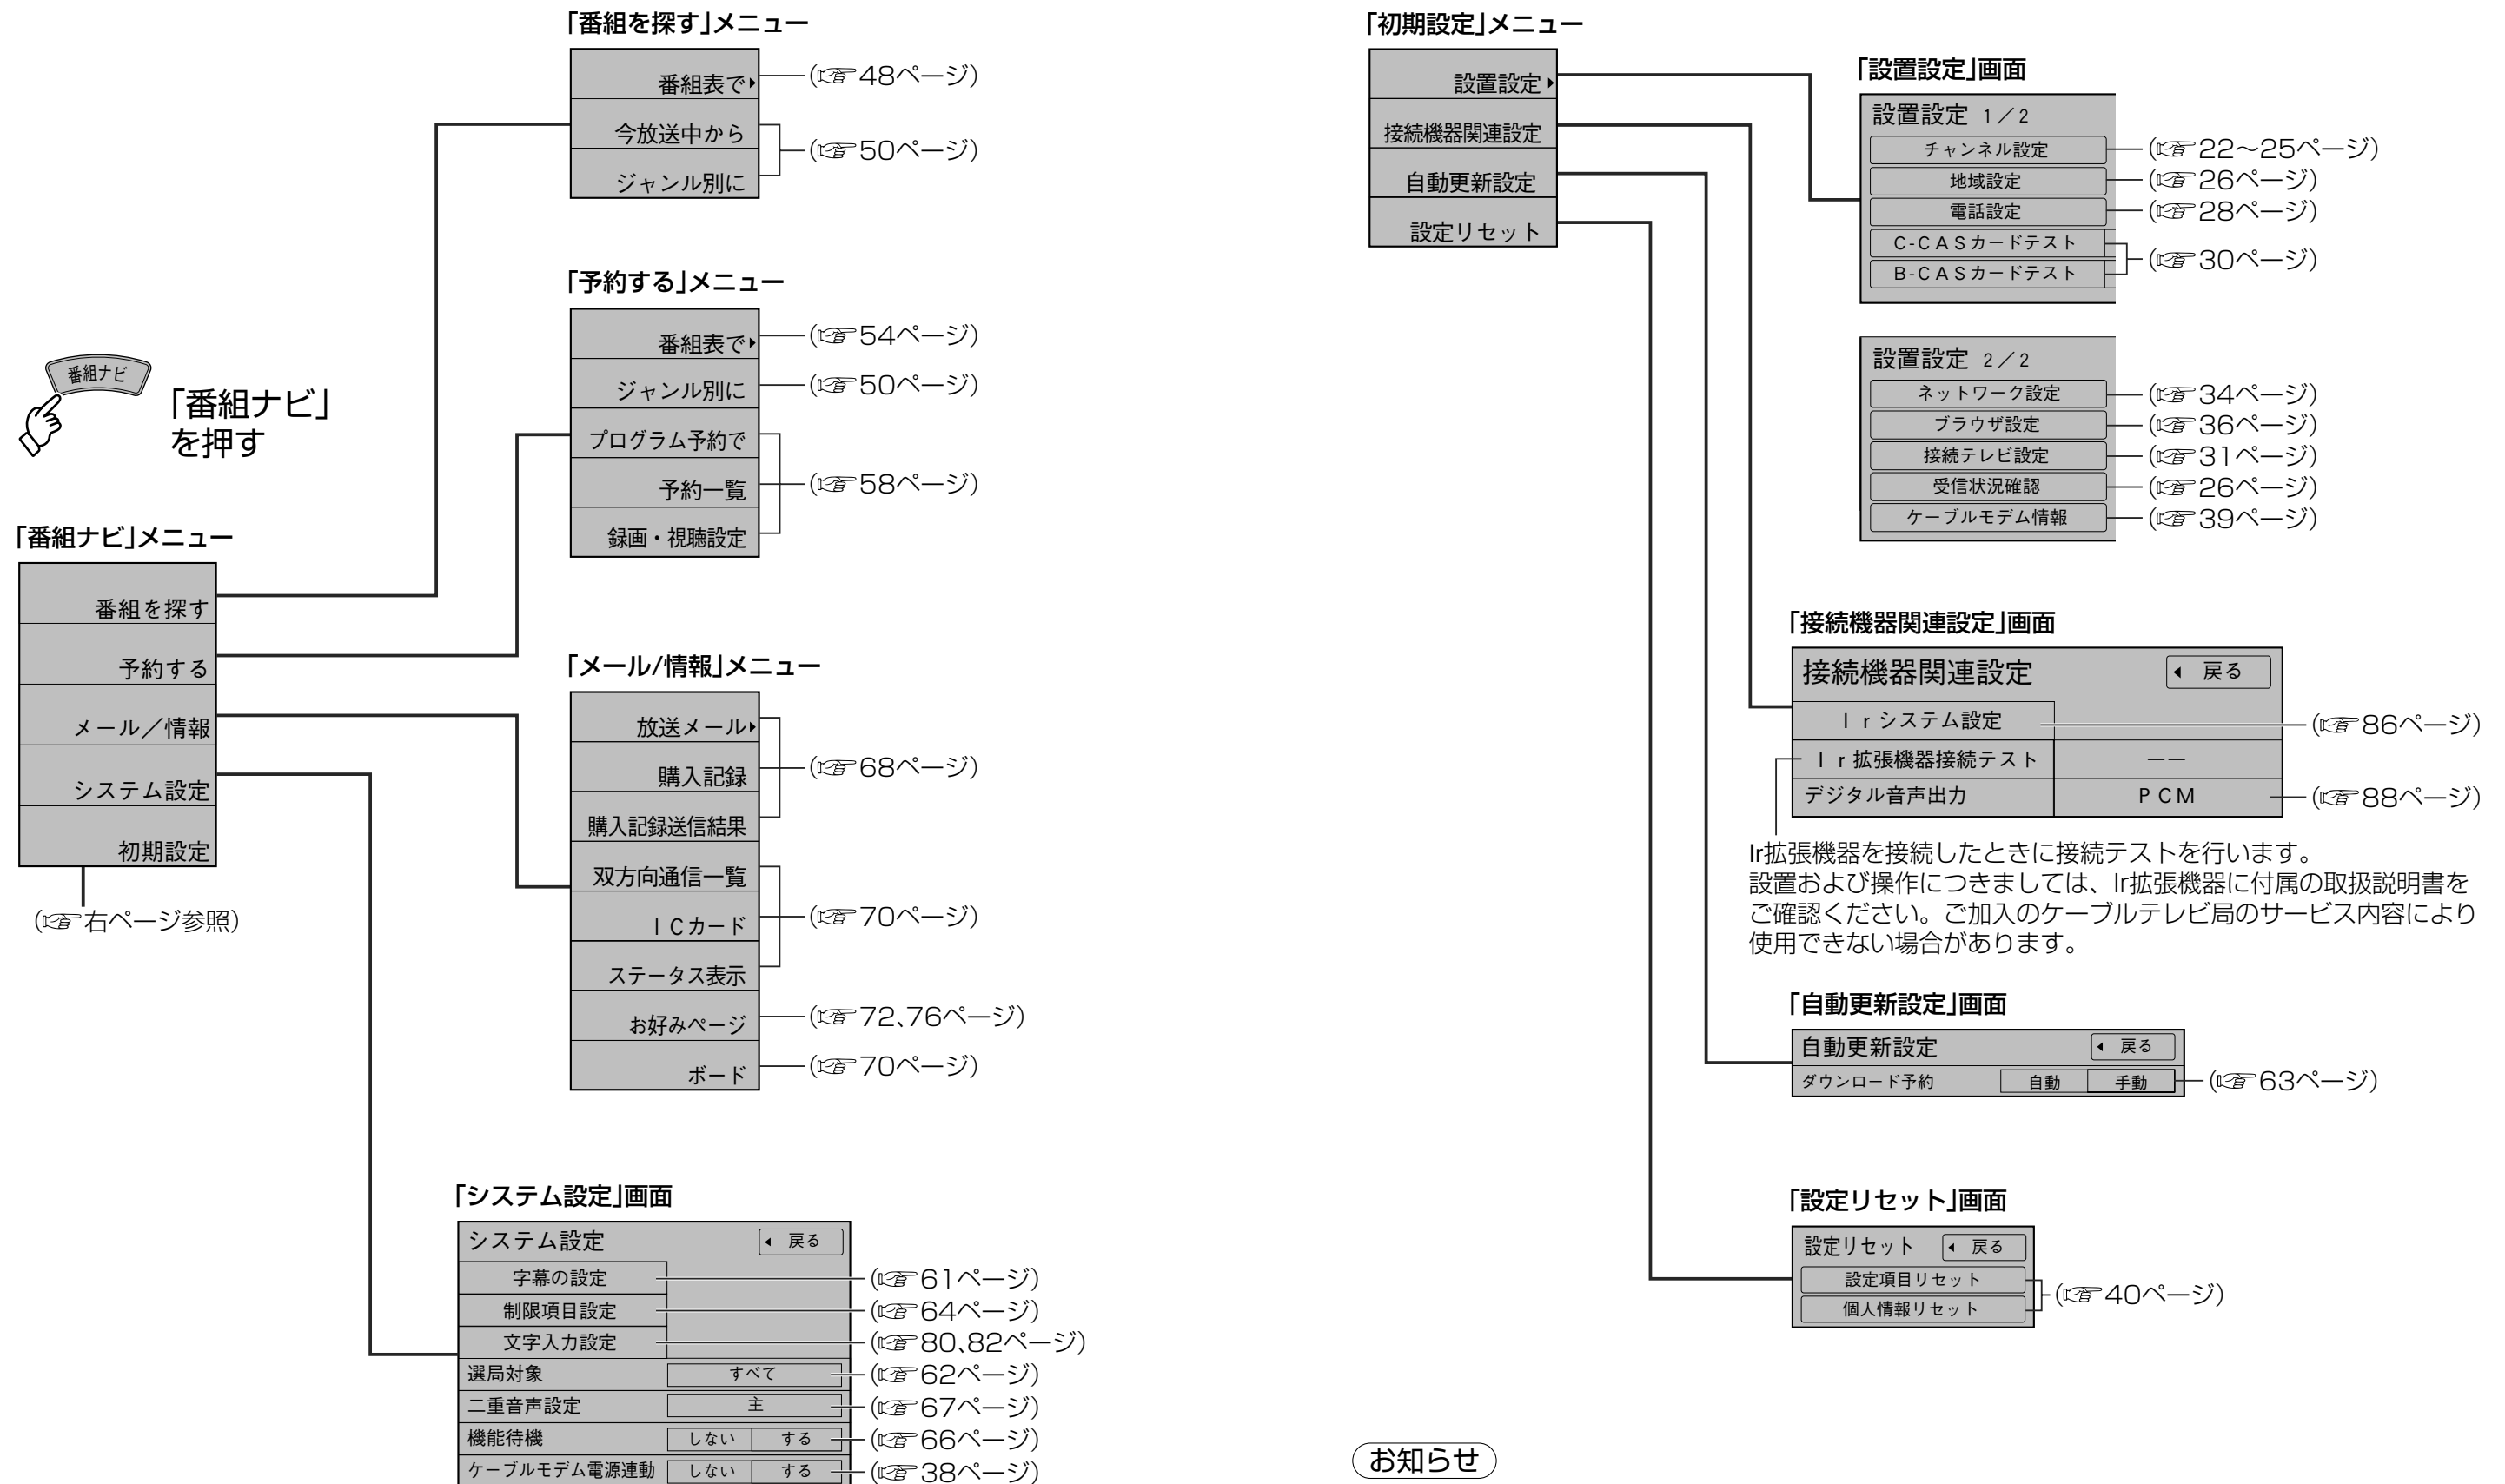 「番組ナビ」
を押す
番組ナビ
「番組ナビ」メニュー
番組を探す
予約する
メール／情報
システム設定
初期設定
(☞右ページ参照)
「番組を探す」メニュー
番組表で (☞48ページ)
今放送中から
ジャンル別に
(☞50ページ)
「予約する」メニュー
番組表で (☞54ページ)
ジャンル別に (☞50ページ)
プログラム予約で
予約一覧 (☞58ページ)
録画・視聴設定
「メール/情報」メニュー
放送メール
購入記録 (☞68ページ)
購入記録送信結果
双方向通信一覧
ＩＣカード (☞70ページ)
ステータス表示
お好みページ (☞72、76ページ)
ボード (☞70ページ)
「システム設定」画面
システム設定 戻る
字幕の設定 (☞61ページ)
制限項目設定 (☞64ページ)
文字入力設定 (☞80、82ページ)
選局対象 すべて (☞62ページ)
二重音声設定 主 (☞67ページ)
機能待機 しない する (☞66ページ)
ケーブルモデム電源連動 しない する (☞38ページ)
「初期設定」メニュー
設置設定
接続機器関連設定
自動更新設定
設定リセット
「設置設定」画面
設置設定 1／2
チャンネル設定 (☞22～25ページ)
地域設定 (☞26ページ)
電話設定 (☞28ページ)
C-CASカードテスト
B-CASカードテスト
(☞30ページ)
設置設定 2／2
ネットワーク設定 (☞34ページ)
ブラウザ設定 (☞36ページ)
接続テレビ設定 (☞31ページ)
受信状況確認 (☞26ページ)
ケーブルモデム情報 (☞39ページ)
「接続機器関連設定」画面
接続機器関連設定 戻る
Ｉｒシステム設定 (☞86ページ)
Ｉｒ拡張機器接続テスト ーー
デジタル音声出力 ＰＣＭ (☞88ページ)
Ir拡張機器を接続したときに接続テストを行います。
設置および操作につきましては、Ir拡張機器に付属の取扱説明書を
ご確認ください。ご加入のケーブルテレビ局のサービス内容により
使用できない場合があります。
「自動更新設定」画面
自動更新設定 戻る
ダウンロード予約 自動 手動 (☞63ページ)
「設定リセット」画面
設定リセット 戻る
設定項目リセット
個人情報リセット
(☞40ページ)
お知らせ